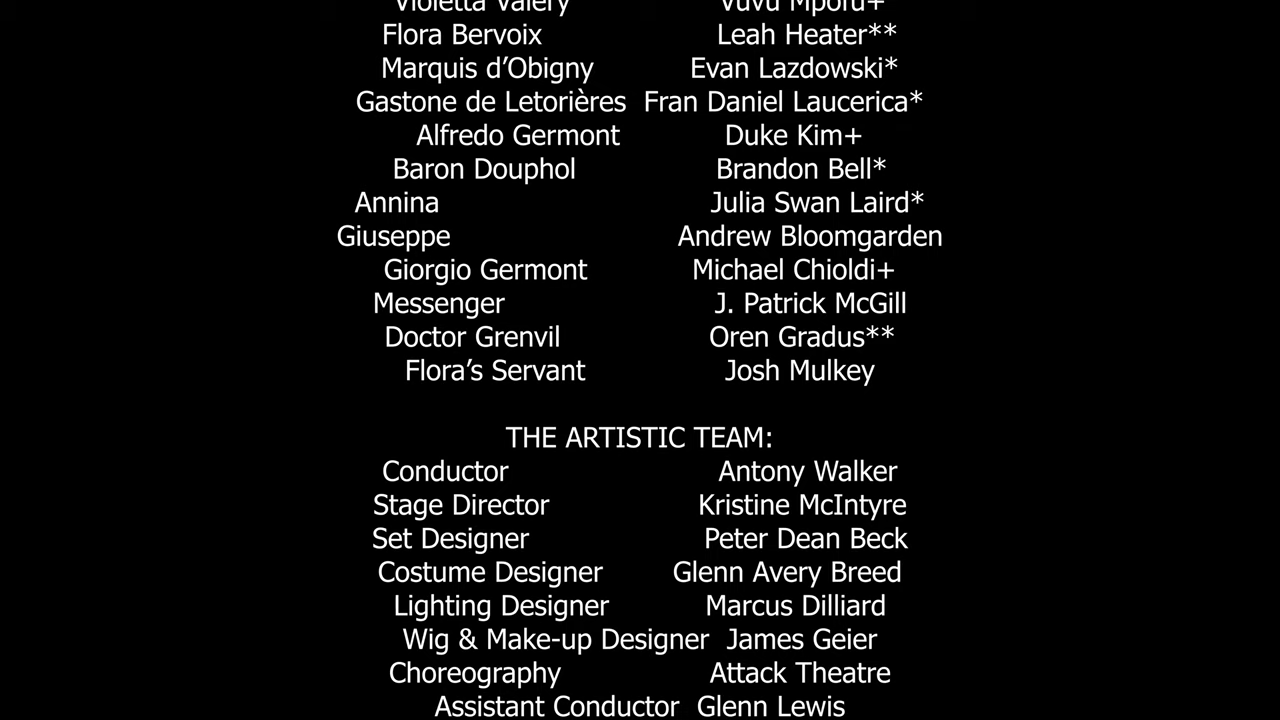 Violetta Valery Vuvu Mpofu+
Flora Bervoix Leah Heater**
Marquis d’Obigny Evan Lazdowski*
Gastone de Letorières Fran Daniel Laucerica*
Alfredo Germont Duke Kim+
Baron Douphol Brandon Bell*
Annina Julia Swan Laird*
Giuseppe Andrew Bloomgarden
Giorgio Germont Michael Chioldi+
Messenger J. Patrick McGill
Doctor Grenvil Oren Gradus**
Flora’s Servant Josh Mulkey
THE ARTISTIC TEAM:
Conductor Antony Walker
Stage Director Kristine McIntyre
Set Designer Peter Dean Beck
Costume Designer Glenn Avery Breed
Lighting Designer Marcus Dilliard
Wig & Make-up Designer James Geier
Choreography Attack Theatre
Assistant Conductor Glenn Lewis